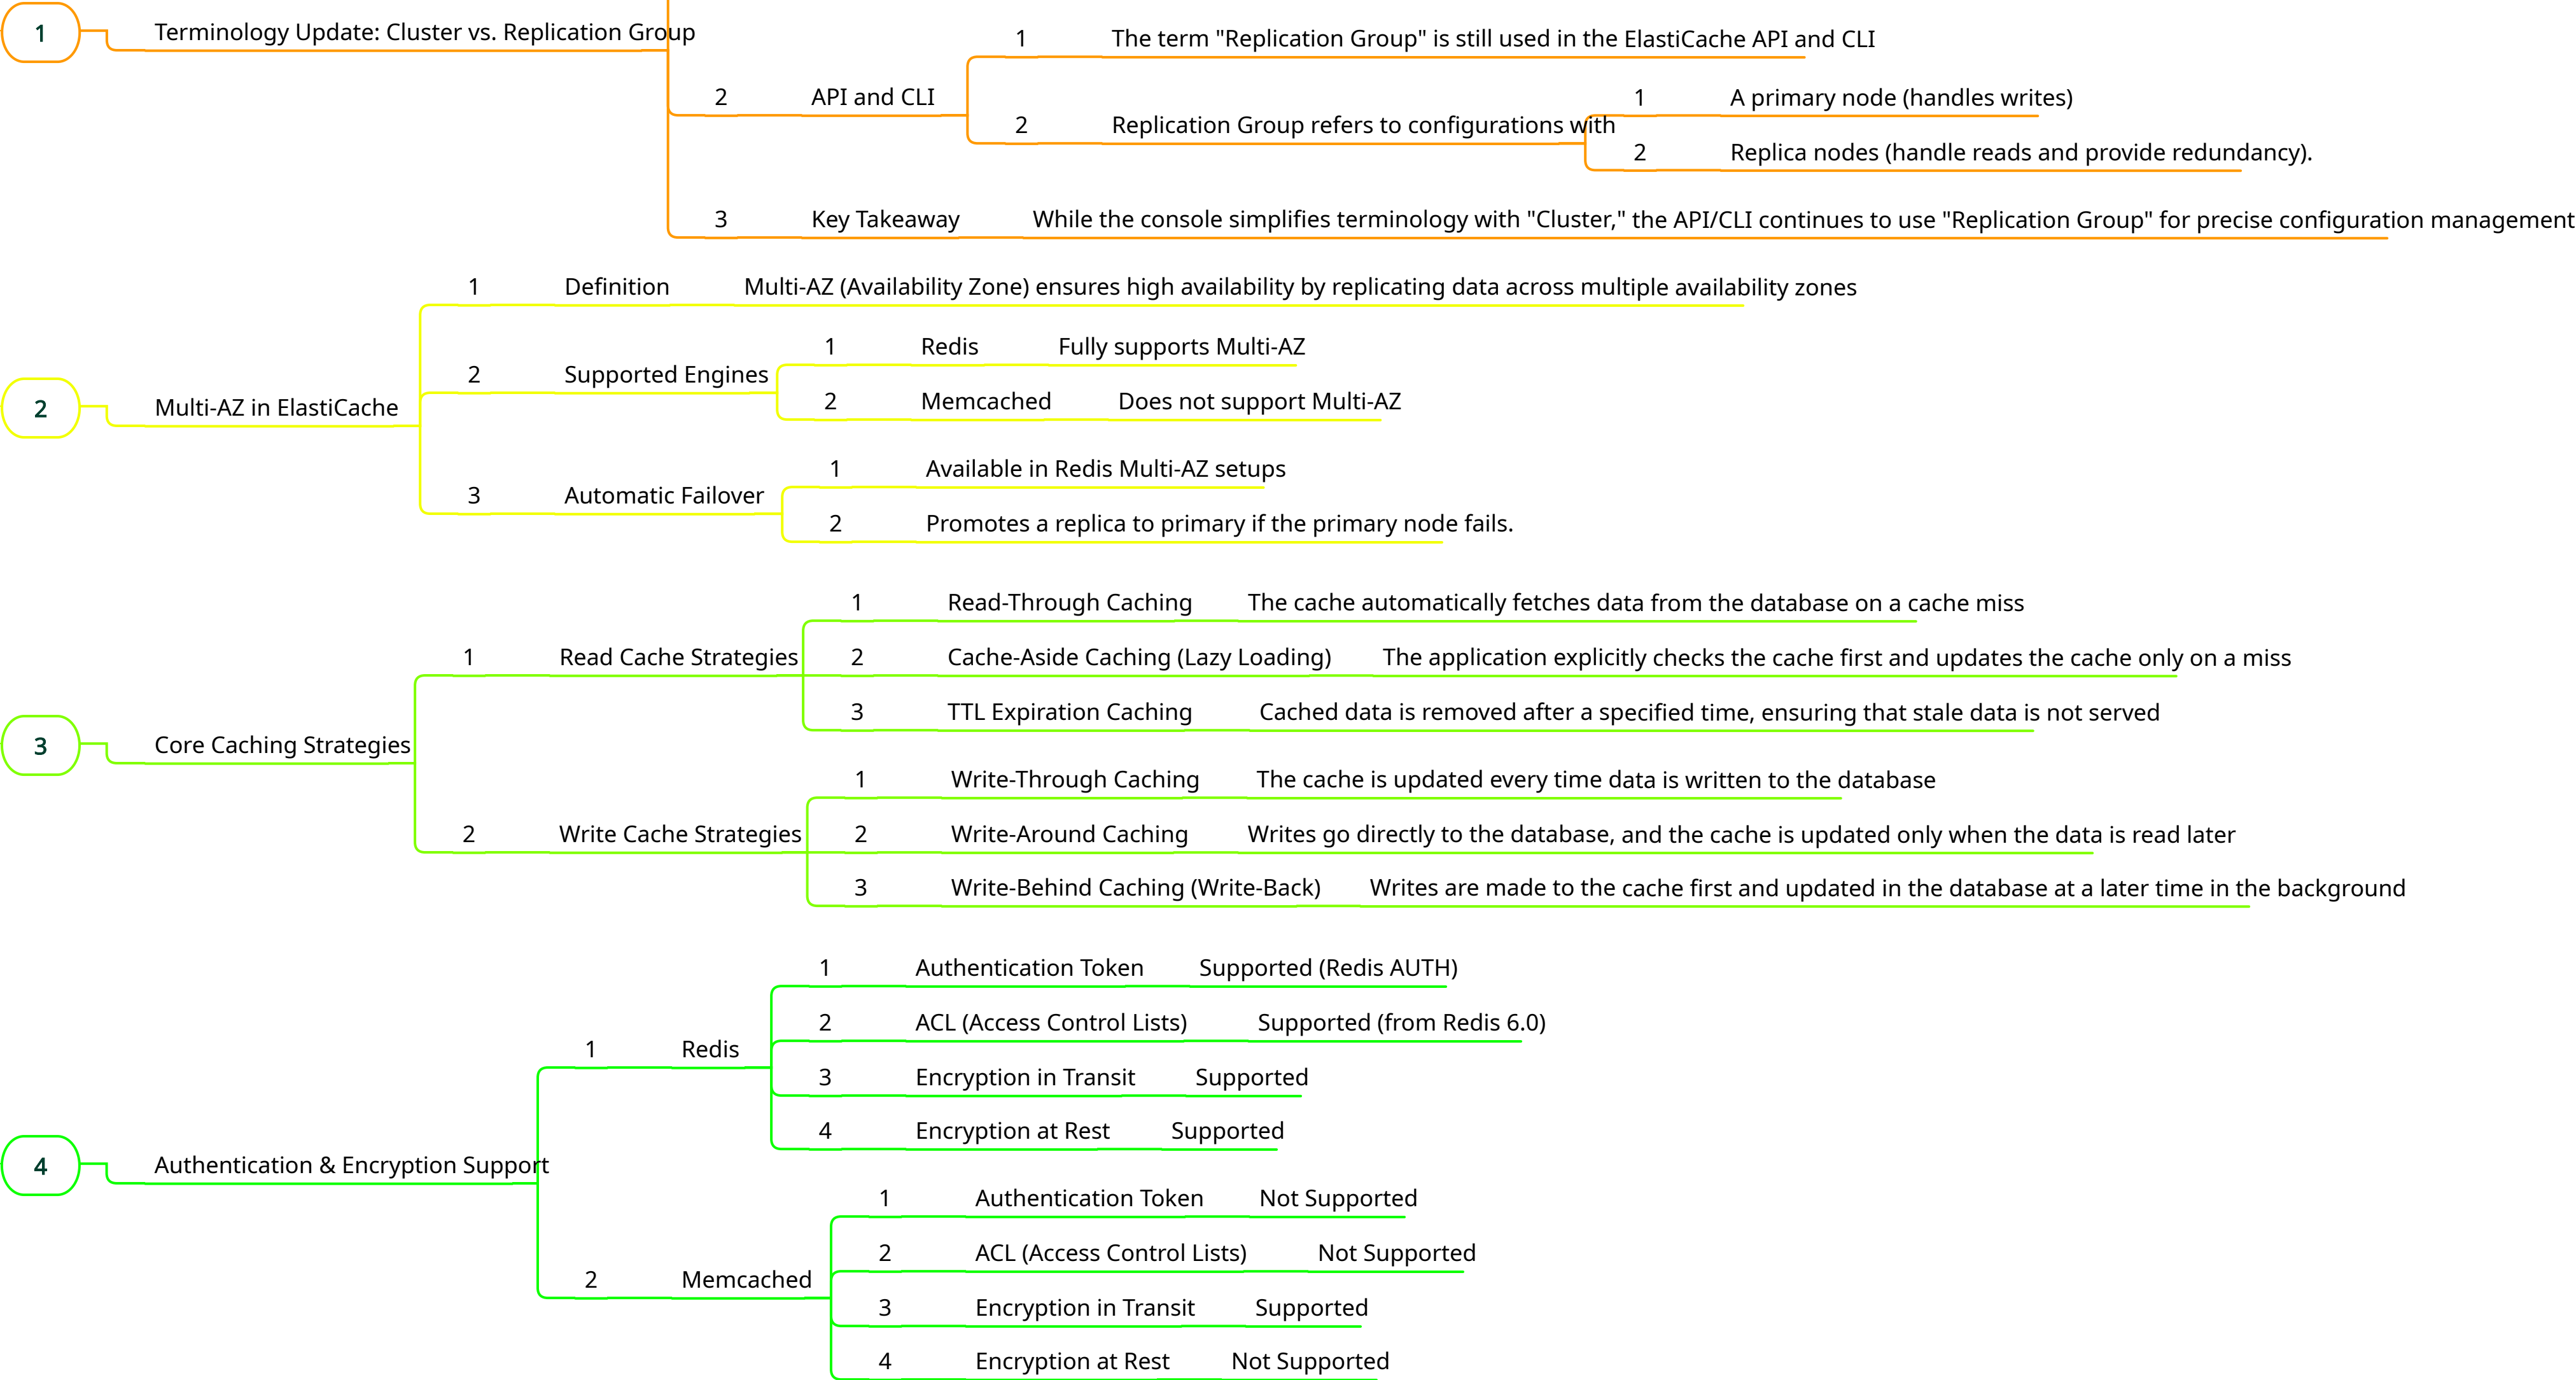 1 Terminology Update: Cluster vs. Replication Group
2 API and CLI
1 The term "Replication Group" is still used in the ElastiCache API and CLI
2 Replication Group refers to configurations with
1 A primary node (handles writes)
2 Replica nodes (handle reads and provide redundancy).
3 Key Takeaway While the console simplifies terminology with "Cluster," the API/CLI continues to use "Replication Group" for precise configuration management
2 Multi-AZ in ElastiCache
1 Definition Multi-AZ (Availability Zone) ensures high availability by replicating data across multiple availability zones
2 Supported Engines
1 Redis Fully supports Multi-AZ
2 Memcached Does not support Multi-AZ
3 Automatic Failover
1 Available in Redis Multi-AZ setups
2 Promotes a replica to primary if the primary node fails.
3 Core Caching Strategies
1 Read Cache Strategies
1 Read-Through Caching The cache automatically fetches data from the database on a cache miss
2 Cache-Aside Caching (Lazy Loading) The application explicitly checks the cache first and updates the cache only on a miss
3 TTL Expiration Caching Cached data is removed after a specified time, ensuring that stale data is not served
2 Write Cache Strategies
1 Write-Through Caching The cache is updated every time data is written to the database
2 Write-Around Caching Writes go directly to the database, and the cache is updated only when the data is read later
3 Write-Behind Caching (Write-Back) Writes are made to the cache first and updated in the database at a later time in the background
4 Authentication & Encryption Support
1 Redis
1 Authentication Token Supported (Redis AUTH)
2 ACL (Access Control Lists) Supported (from Redis 6.0)
3 Encryption in Transit Supported
4 Encryption at Rest Supported
2 Memcached
1 Authentication Token Not Supported
2 ACL (Access Control Lists) Not Supported
3 Encryption in Transit Supported
4 Encryption at Rest Not Supported